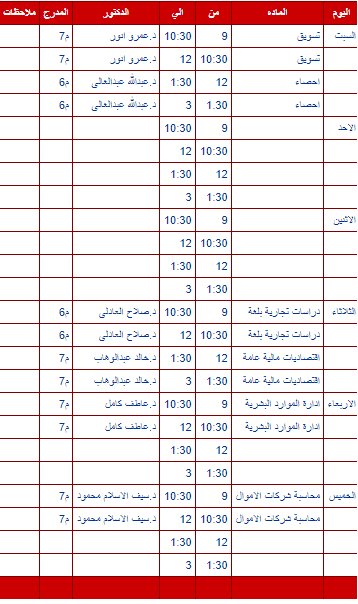 اليوم الماده من الي الدكتور المدرج ملاحظات
السبت تسويق 9 10:30 د.عمرو انور م7
تسويق 10:30 12 د.عمرو انور م7
احصاء 12 1:30 د.عبدالله عبدالعالى م6
احصاء 1.30 3 د.عبدالله عبدالعالى م6
الاحد 9 10:30
10:30 12
12 1:30
1:30 3
الاثنين 9 10:30
10:30 12
12 1:30
1:30 3
الثلاثاء دراسات تجارية بلغة 9 10:30 د.صلاح العادلى م6
دراسات تجارية بلغة 10:30 12 د.صلاح العادلى م6
اقتصاديات مالية عامة 12 1:30 د.خالد عبدالوهاب م7
اقتصاديات مالية عامة 1:30 3 د.خالد عبدالوهاب م7
الاربعاء ادارة الموارد البشرية 9 10:30 د.عاطف كامل م7
ادارة الموارد البشرية 10:30 12 د.عاطف كامل م7
12 1:30
1:30 3
الخميس محاسبة شركات الاموال 9 10:30 د.سيف الاسلام محمود م7
محاسبة شركات الاموال 10:30 12 د.سيف الاسلام محمود م7
12 1:30
1:30 3